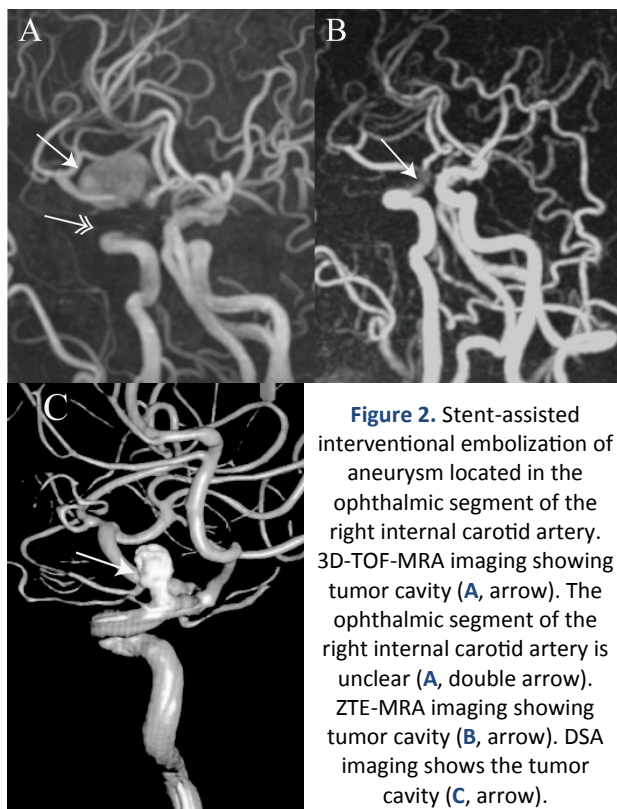 A
B
C
Figure 2. Stent-assisted
interventional embolization of
aneurysm located in the
ophthalmic segment of the
right internal carotid artery.
3D-TOF-MRA imaging showing
tumor cavity (A, arrow). The
ophthalmic segment of the
right internal carotid artery is
unclear (A, double arrow).
ZTE-MRA imaging showing
tumor cavity (B, arrow). DSA
imaging shows the tumor
cavity (C, arrow).